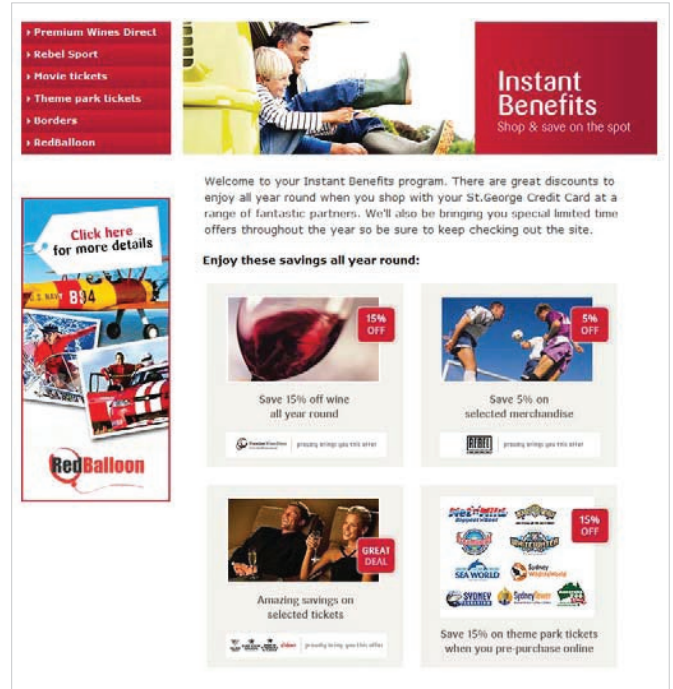 Premium Wines Direct
Rebel Sport
Movie tickets
Theme park tickets
Borders
RedBalloon
Instant
Benefits
Shop & save on the spot
Welcome to your Instant Benefits program. There are great discounts to
enjoy all year round when you shop with your St.George Credit Card at a
range of fantastic partners. We'll also be bringing you special limited time
offers throughout the year so be sure to keep checking out the site.
Click here
for more details
U.S. NAVY B94
RedBalloon
Enjoy these savings all year round:
15%
OFF
Save 15% off wine
all year round
proudly brings you this offer
5%
OFF
Save 5% on
selected merchandise
REBEL
proudly brings you this offer
GREAT
DEAL
Amazing savings on
selected tickets
proudly bring you this offer
15%
OFF
SEA WORLD
Sydney
WildlifeWorld
SYDNEY
SydneyTower
Save 15% on theme park tickets
when you pre-purchase online